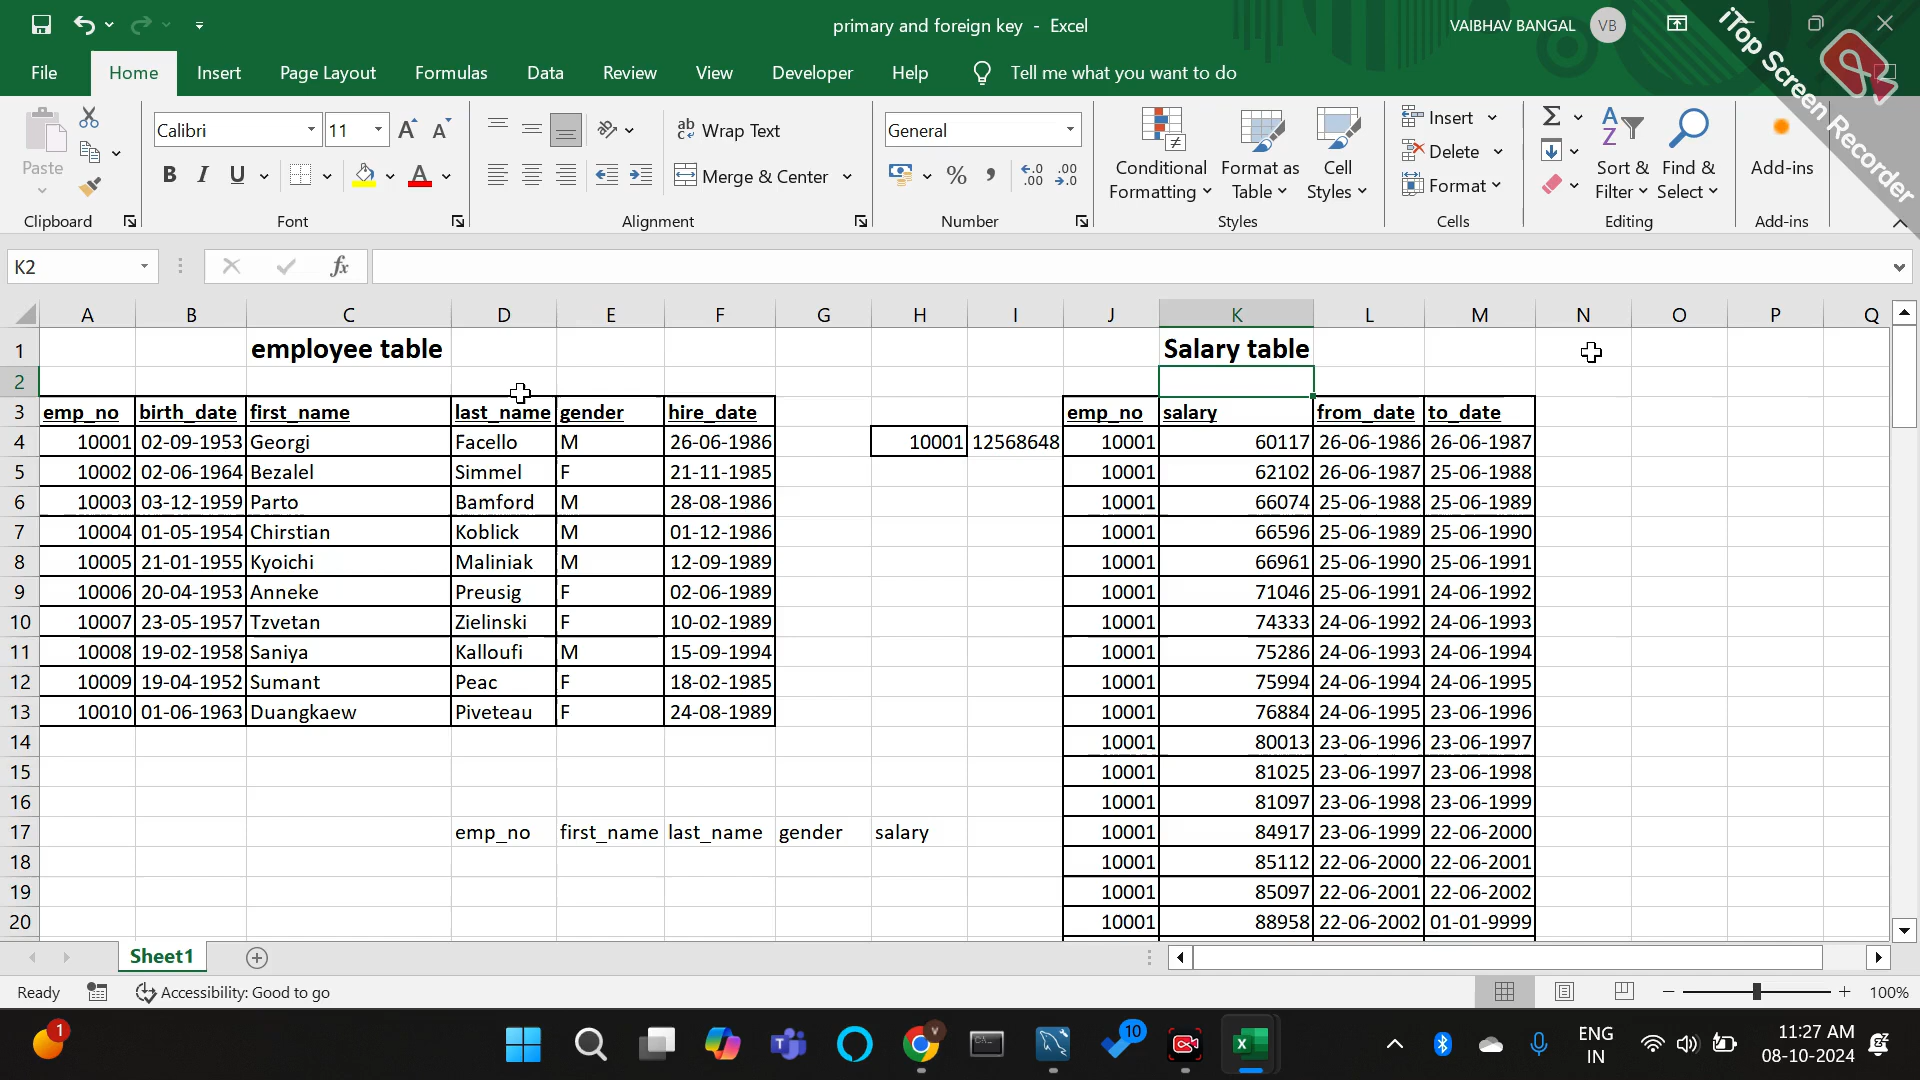 primary and foreign key - Excel
VAIBHAV BANGAL VB
iTop Screen Recorder
File Home Insert Page Layout Formulas Data Review View Developer Help Tell me what you want to do
Paste
Clipboard
Calibri 11 A A
B I U A
Font
ab Wrap Text
Merge & Center
Alignment
General
% , .0 .00 .00 .0
Number
Conditional Formatting
Format as Table
Cell Styles
Styles
Insert
Delete
Format
Cells
Sort & Filter
Find & Select
Editing
Add-ins
Add-ins
K2 fx
A B C D E F G H I J K L M N O P Q
1 employee table Salary table
2
3 emp_no birth_date first_name last_name gender hire_date emp_no salary from_date to_date
4 10001 02-09-1953 Georgi Facello M 26-06-1986 10001 12568648 10001 60117 26-06-1986 26-06-1987
5 10002 02-06-1964 Bezalel Simmel F 21-11-1985 10001 62102 26-06-1987 25-06-1988
6 10003 03-12-1959 Parto Bamford M 28-08-1986 10001 66074 25-06-1988 25-06-1989
7 10004 01-05-1954 Chirstian Koblick M 01-12-1986 10001 66596 25-06-1989 25-06-1990
8 10005 21-01-1955 Kyoichi Maliniak M 12-09-1989 10001 66961 25-06-1990 25-06-1991
9 10006 20-04-1953 Anneke Preusig F 02-06-1989 10001 71046 25-06-1991 24-06-1992
10 10007 23-05-1957 Tzvetan Zielinski F 10-02-1989 10001 74333 24-06-1992 24-06-1993
11 10008 19-02-1958 Saniya Kalloufi M 15-09-1994 10001 75286 24-06-1993 24-06-1994
12 10009 19-04-1952 Sumant Peac F 18-02-1985 10001 75994 24-06-1994 24-06-1995
13 10010 01-06-1963 Duangkaew Piveteau F 24-08-1989 10001 76884 24-06-1995 23-06-1996
14 10001 80013 23-06-1996 23-06-1997
15 10001 81025 23-06-1997 23-06-1998
16 10001 81097 23-06-1998 23-06-1999
17 emp_no first_name last_name gender salary 10001 84917 23-06-1999 22-06-2000
18 10001 85112 22-06-2000 22-06-2001
19 10001 85097 22-06-2001 22-06-2002
20 10001 88958 22-06-2002 01-01-9999
Sheet1
Ready Accessibility: Good to go 100%
1 10 ENG IN 11:27 AM 08-10-2024